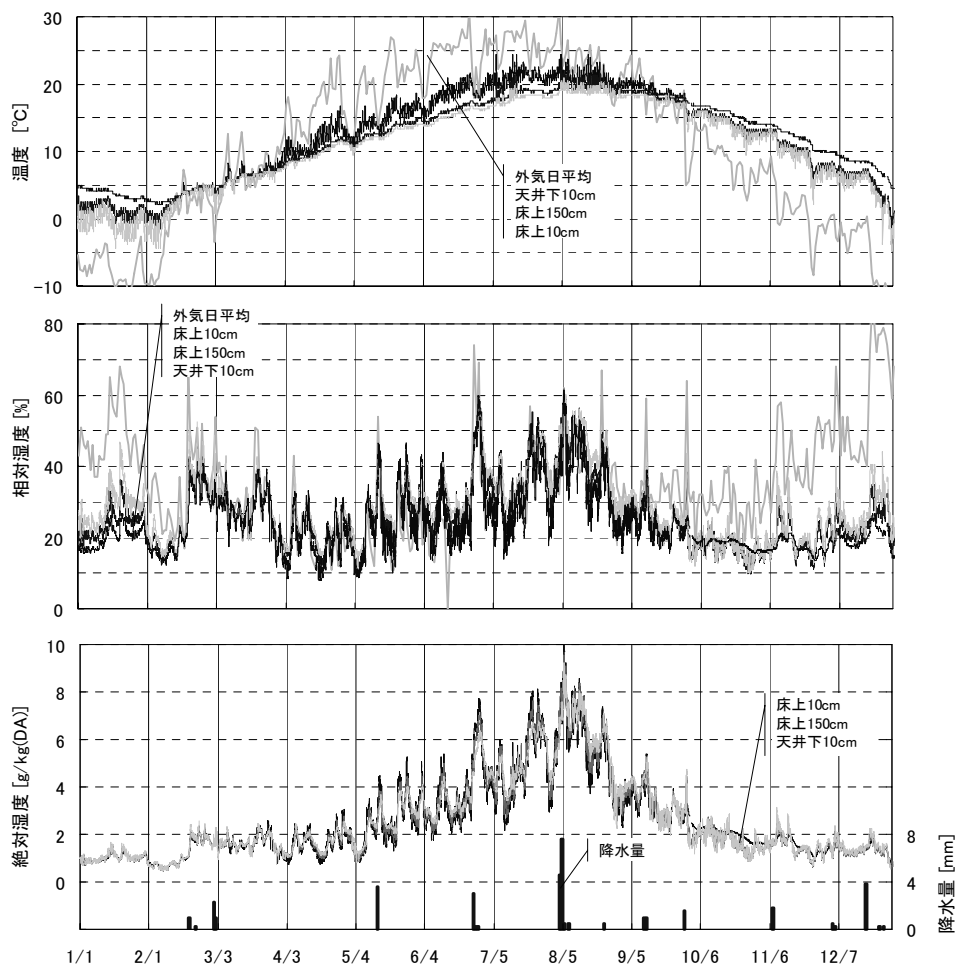 温度 [℃]
30
20
10
0
-10
外気日平均
天井下10cm
床上150cm
床上10cm
相対湿度 [%]
80
60
40
20
0
外気日平均
床上10cm
床上150cm
天井下10cm
絶対湿度 [g/kg(DA)]
10
8
6
4
2
0
床上10cm
床上150cm
天井下10cm
降水量
8
4
0
降水量 [mm]
1/1 2/1 3/3 4/3 5/4 6/4 7/5 8/5 9/5 10/6 11/6 12/7